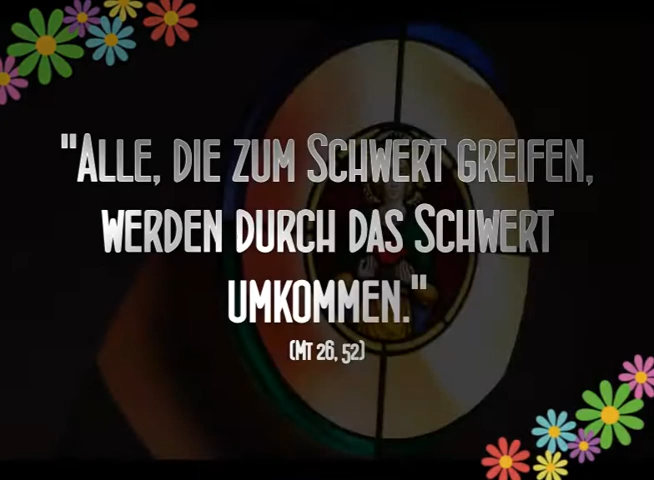 "Alle, die zum Schwert greifen,
werden durch das Schwert
umkommen."
(Mt 26, 52)